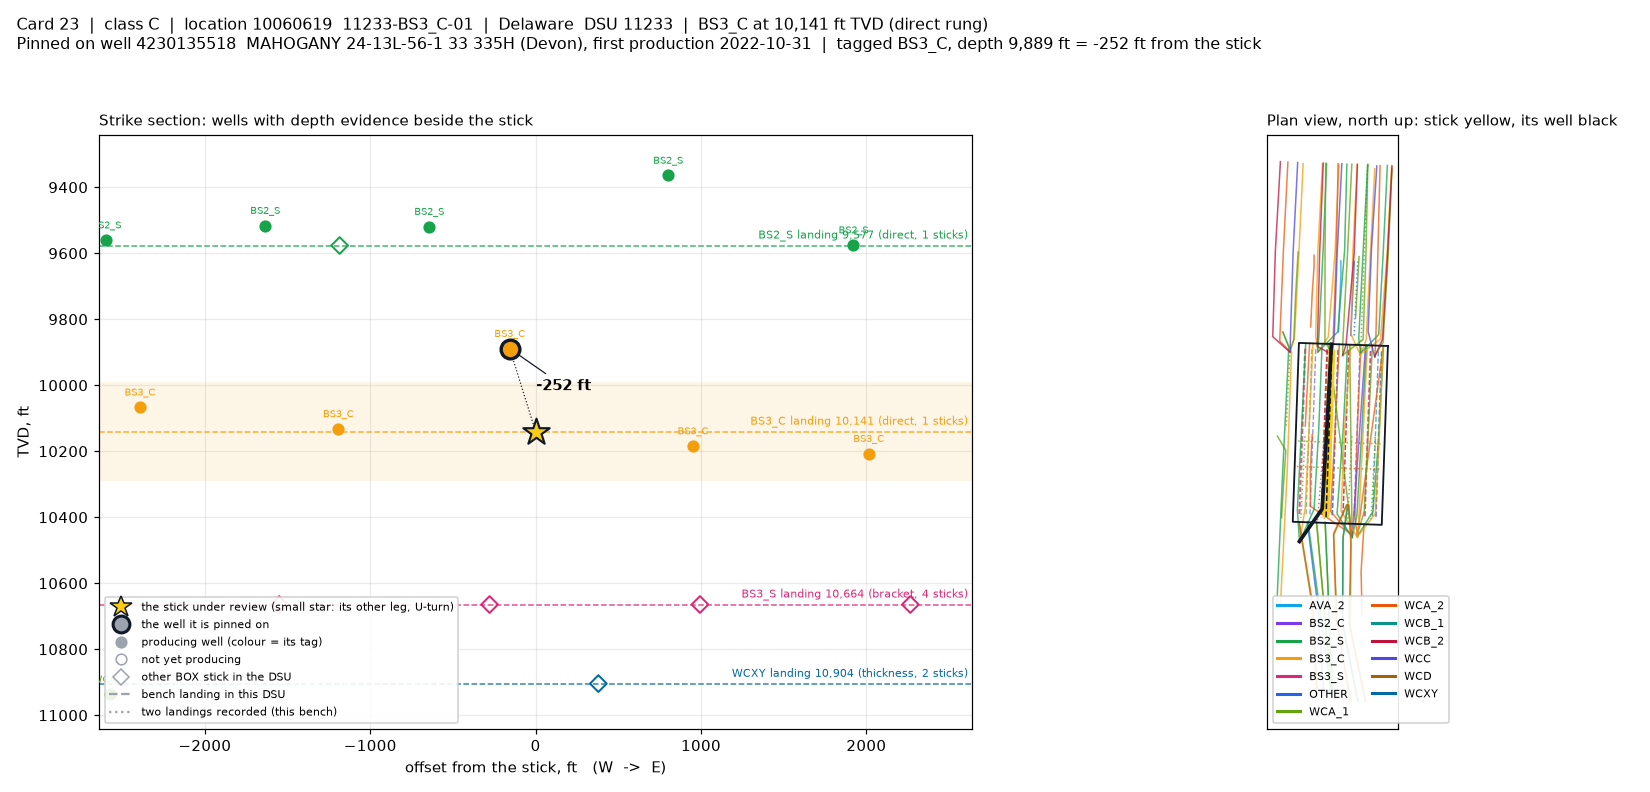 Card 23 | class C | location 10060619 11233-BS3_C-01 | Delaware DSU 11233 | BS3_C at 10,141 ft TVD (direct rung)
Pinned on well 4230135518 MAHOGANY 24-13L-56-1 33 335H (Devon), first production 2022-10-31 | tagged BS3_C, depth 9,889 ft = -252 ft from the stick
Strike section: wells with depth evidence beside the stick
Plan view, north up: stick yellow, its well black
BS2_S
BS2_S
BS2_S
BS2_S
BS2_S
BS2_S landing 9,577 (direct, 1 sticks)
BS3_C
-252 ft
BS3_C
BS3_C
BS3_C landing 10,141 (direct, 1 sticks)
BS3_C
BS3_C
BS3_S landing 10,664 (bracket, 4 sticks)
WCXY landing 10,904 (thickness, 2 sticks)
9400
9600
9800
10000
10200
10400
10600
10800
11000
TVD, ft
−2000
−1000
0
1000
2000
offset from the stick, ft (W -> E)
the stick under review (small star: its other leg, U-turn)
the well it is pinned on
producing well (colour = its tag)
not yet producing
other BOX stick in the DSU
bench landing in this DSU
two landings recorded (this bench)
AVA_2
BS2_C
BS2_S
BS3_C
BS3_S
OTHER
WCA_1
WCA_2
WCB_1
WCB_2
WCC
WCD
WCXY